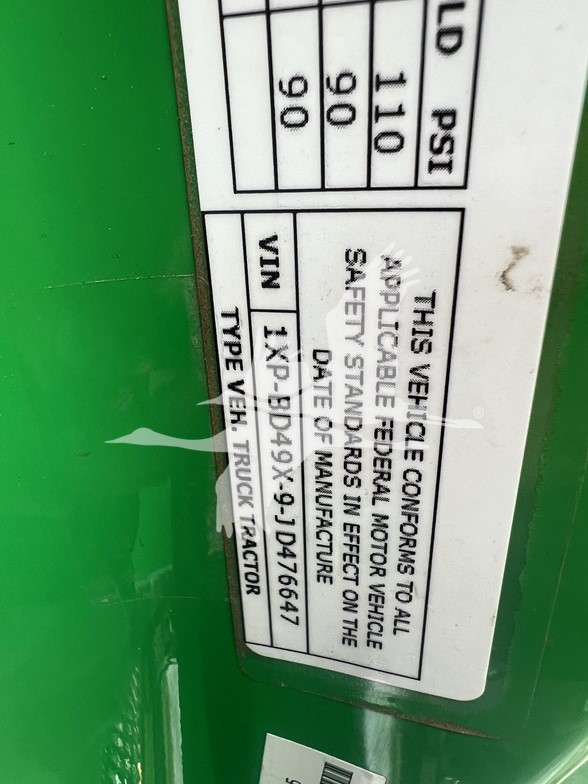 LD PSI
110
90
90
THIS VEHICLE CONFORMS TO ALL
APPLICABLE FEDERAL MOTOR VEHICLE
SAFETY STANDARDS IN EFFECT ON THE
DATE OF MANUFACTURE
VIN 1XP-BD49X-9-JD476647
TYPE VEH. TRUCK TRACTOR